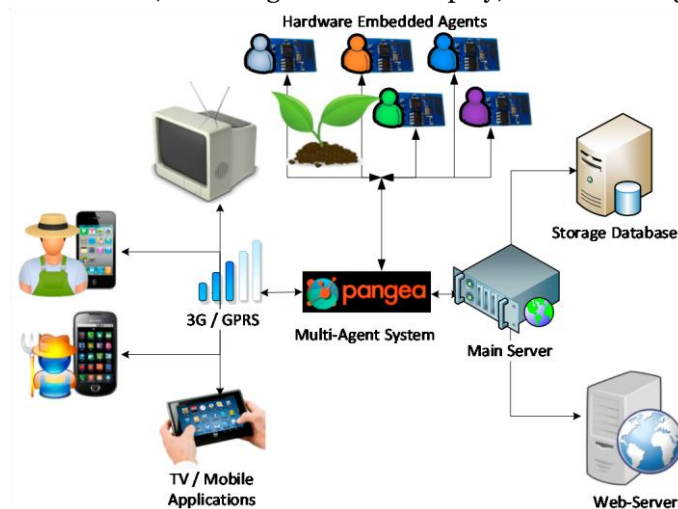 Hardware Embedded Agents
Storage Database
3G / GPRS
pangea
Multi-Agent System
Main Server
TV / Mobile
Applications
Web-Server